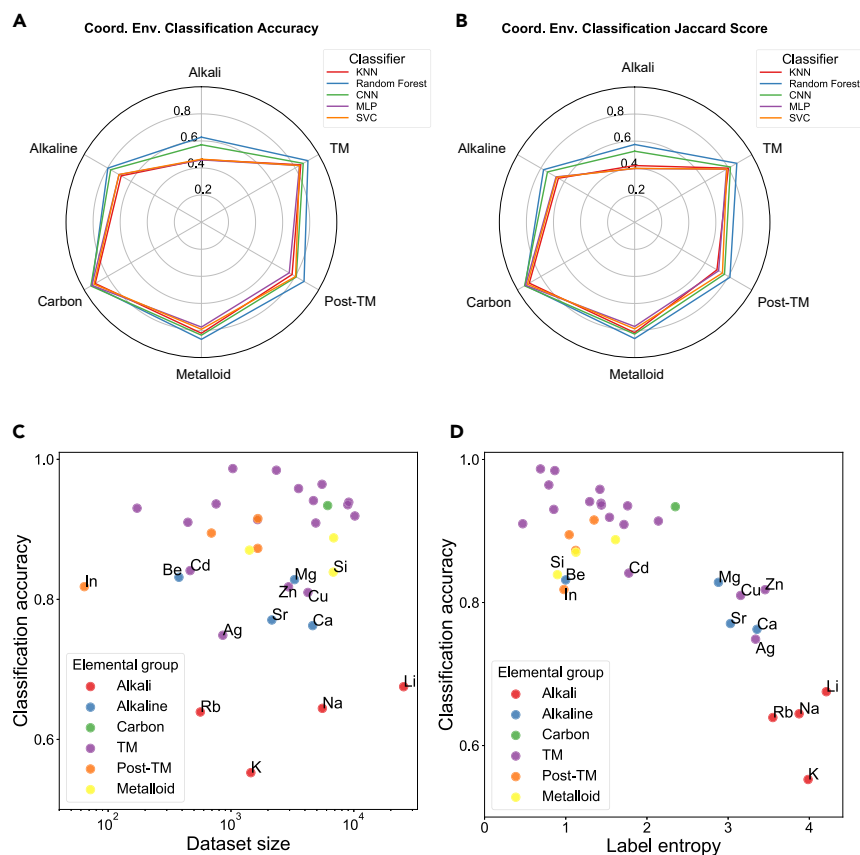 A
Coord. Env. Classification Accuracy
Classifier
KNN
Random Forest
CNN
MLP
SVC
Alkali
TM
Post-TM
Metalloid
Carbon
Alkaline
0.8
0.6
0.4
0.2
B
Coord. Env. Classification Jaccard Score
Classifier
KNN
Random Forest
CNN
MLP
SVC
Alkali
TM
Post-TM
Metalloid
Carbon
Alkaline
0.8
0.6
0.4
0.2
C
Classification accuracy
1.0
0.8
0.6
In
Be
Cd
Mg
Si
Zn
Cu
Sr
Ca
Ag
Li
Rb
Na
K
Elemental group
Alkali
Alkaline
Carbon
TM
Post-TM
Metalloid
10²
10³
10⁴
Dataset size
D
Classification accuracy
1.0
0.8
0.6
Si
Be
In
Cd
Mg
Zn
Cu
Sr
Ca
Ag
Li
Rb
Na
K
Elemental group
Alkali
Alkaline
Carbon
TM
Post-TM
Metalloid
0
1
2
3
4
Label entropy